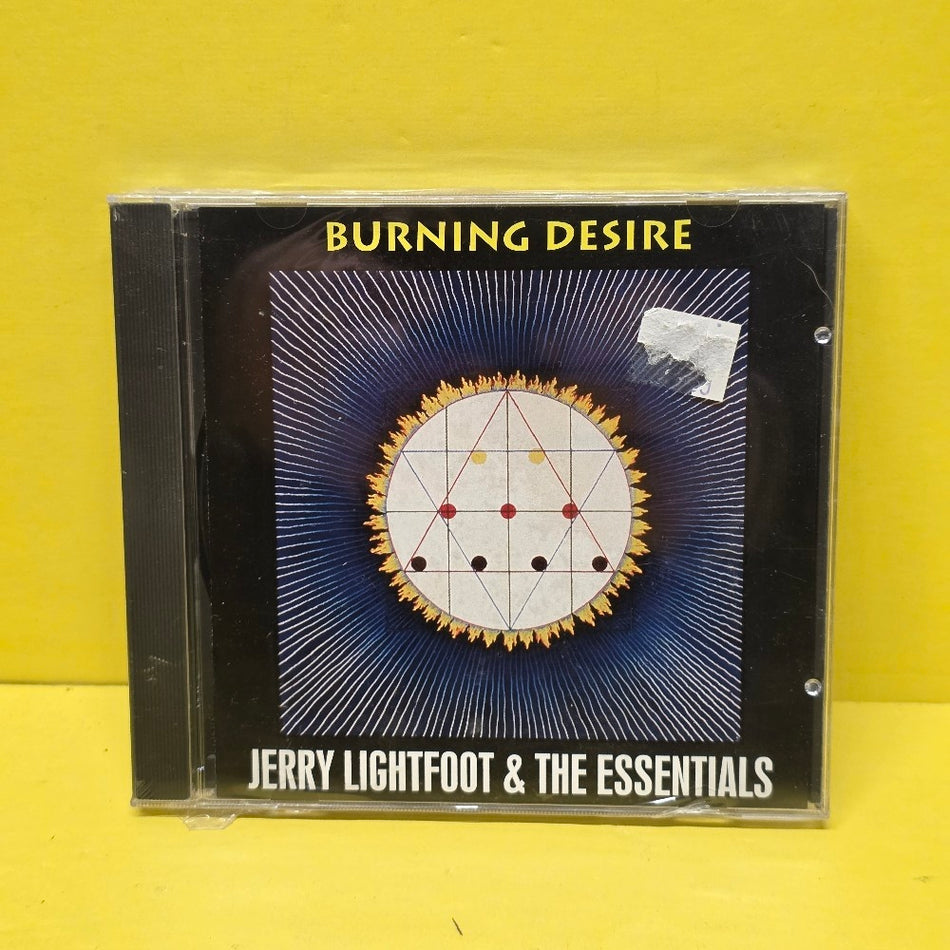 BURNING DESIRE
JERRY LIGHTFOOT & THE ESSENTIALS